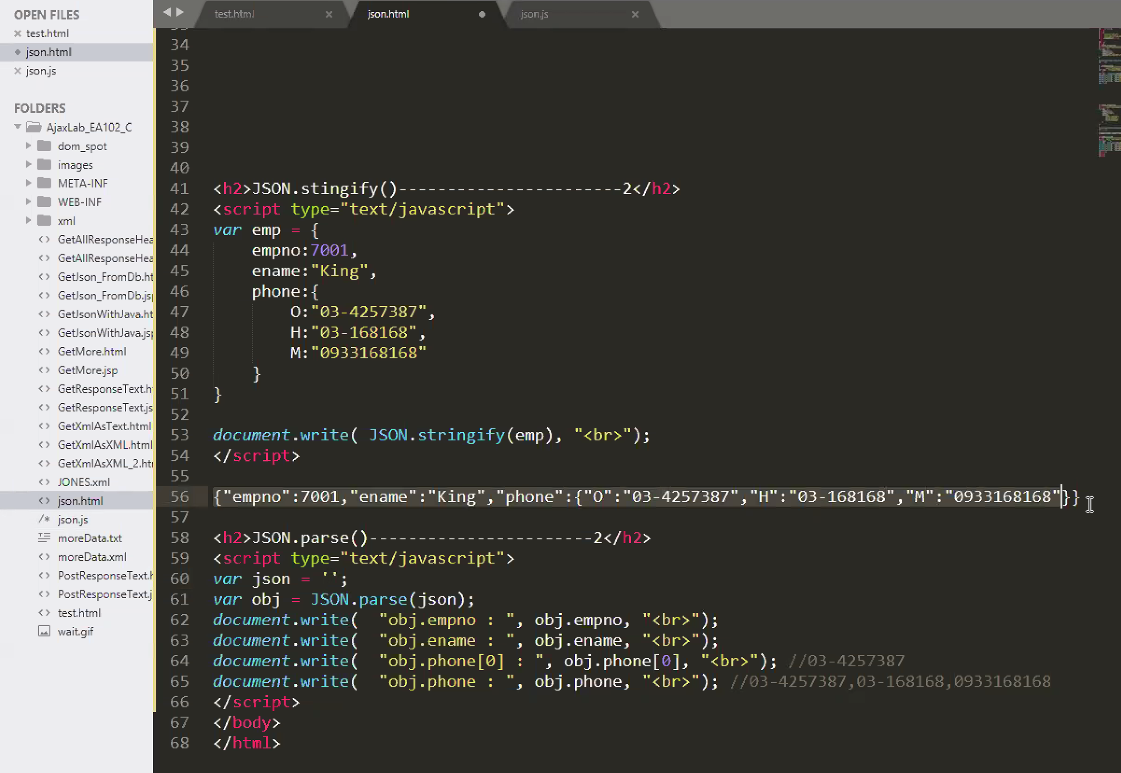 OPEN FILES
test.html
json.html
json.js
FOLDERS
AjaxLab_EA102_C
dom_spot
images
META-INF
WEB-INF
xml
GetAllResponseHea
GetAllResponseHea
GetJson_FromDb.ht
GetJson_FromDb.jsp
GetJsonWithJava.ht
GetJsonWithJava.jsp
GetMore.html
GetMore.jsp
GetResponseText.ht
GetResponseText.js
GetXmlAsText.html
GetXmlAsXML.html
GetXmlAsXML_2.htm
JONES.xml
json.html
json.js
moreData.txt
moreData.xml
PostResponseText.h
PostResponseText.j
test.html
wait.gif
test.html
json.html
json.js
34
35
36
37
38
39
40
41 <h2>JSON.stingify()-----------------------2</h2>
42 <script type="text/javascript">
43 var emp = {
44 empno:7001,
45 ename:"King",
46 phone:{
47 O:"03-4257387",
48 H:"03-168168",
49 M:"0933168168"
50 }
51 }
52
53 document.write( JSON.stringify(emp), "<br>");
54 </script>
55
56 {"empno":7001,"ename":"King","phone":{"O":"03-4257387","H":"03-168168","M":"0933168168"}}
57
58 <h2>JSON.parse()-----------------------2</h2>
59 <script type="text/javascript">
60 var json = '';
61 var obj = JSON.parse(json);
62 document.write(  "obj.empno : ", obj.empno, "<br>");
63 document.write(  "obj.ename : ", obj.ename, "<br>");
64 document.write(  "obj.phone[0] : ", obj.phone[0], "<br>"); //03-4257387
65 document.write(  "obj.phone : ", obj.phone, "<br>"); //03-4257387,03-168168,0933168168
66 </script>
67 </body>
68 </html>